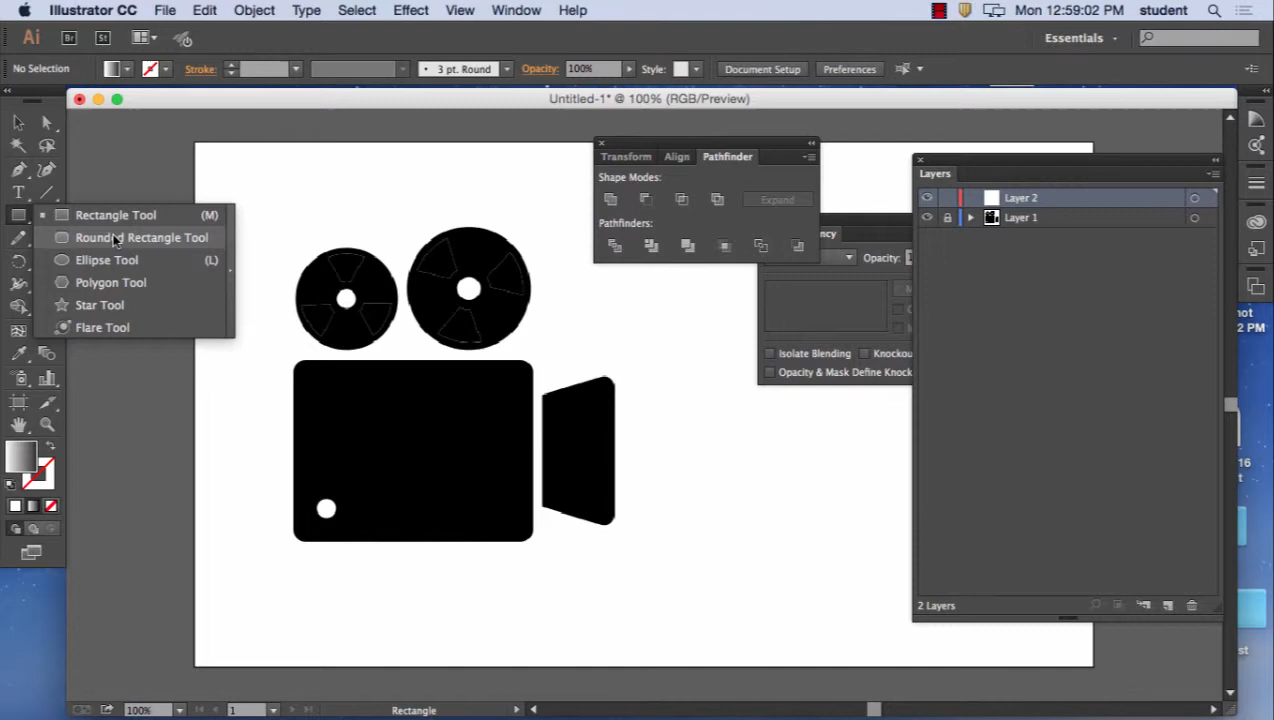 Illustrator CC File Edit Object Type Select Effect View Window Help Mon 12:59:02 PM student
Ai Br St Essentials
No Selection Stroke: 3 pt. Round Opacity: 100% Style: Document Setup Preferences
Untitled-1* @ 100% (RGB/Preview)
Transform Align Pathfinder
Shape Modes:
Expand
Pathfinders:
Layers
Layer 2
Layer 1
T
Rectangle Tool (M)
Rounded Rectangle Tool
Ellipse Tool (L)
Polygon Tool
Star Tool
Flare Tool
Opacity:
Isolate Blending
Opacity & Mask Define Knock
2 Layers
2 PM
16
100% 1 Rectangle